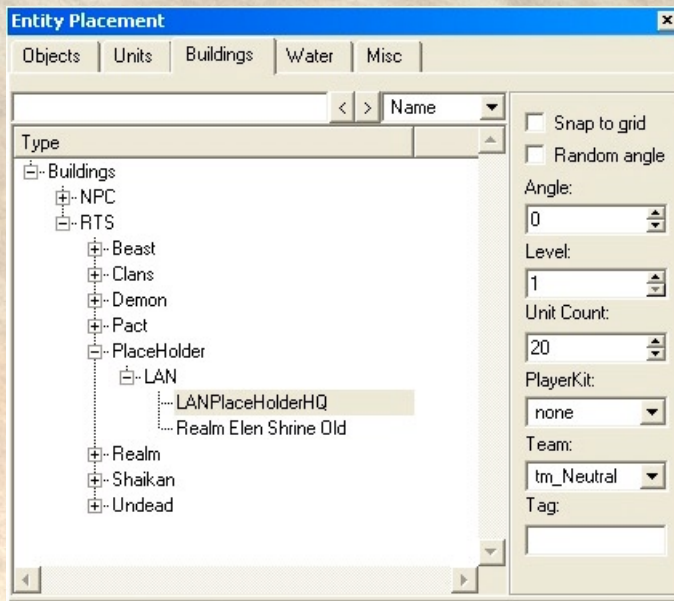 Entity Placement
Objects Units Buildings Water Misc
< > Name
Type
Buildings
NPC
RTS
Beast
Clans
Demon
Pact
PlaceHolder
LAN
LANPlaceHolderHQ
Realm Elen Shrine Old
Realm
Shaikan
Undead
Snap to grid
Random angle
Angle:
0
Level:
1
Unit Count:
20
PlayerKit:
none
Team:
tm_Neutral
Tag: